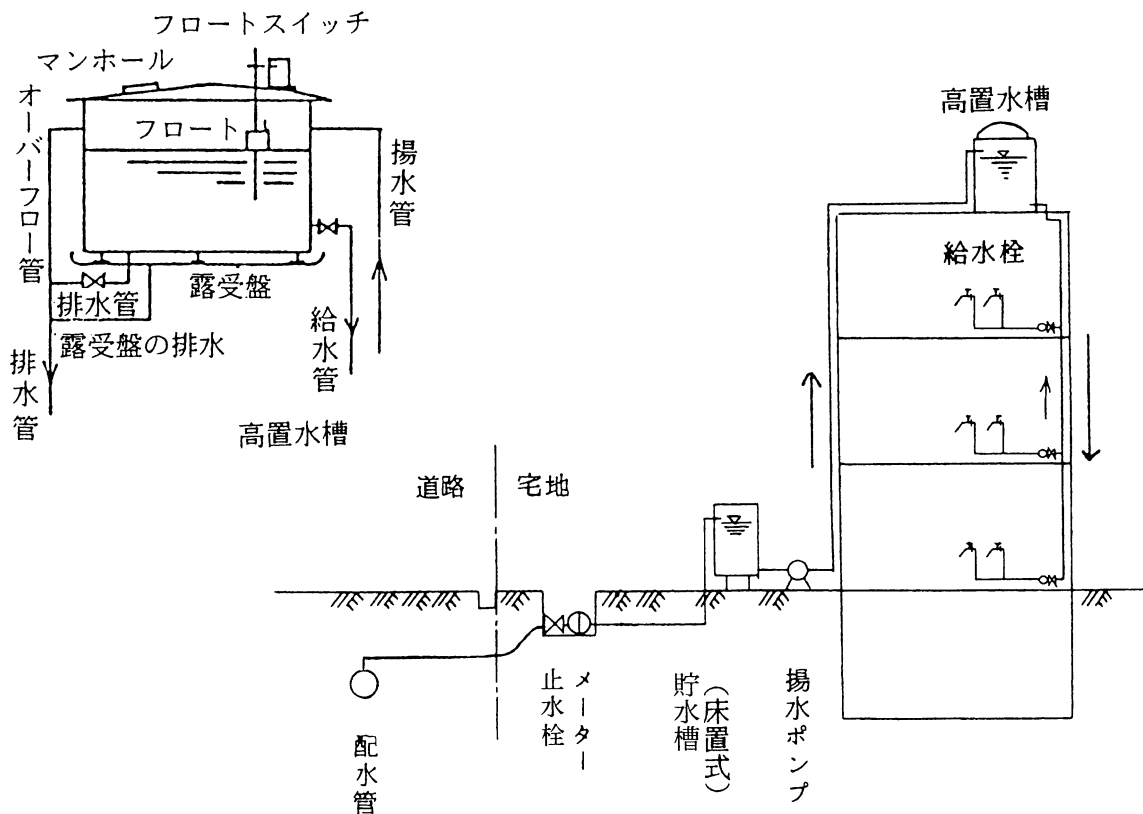 フロートスイッチ
マンホール
オーバーフロー管
フロート
揚水管
露受盤
排水管
露受盤の排水
給水管
排水管
高置水槽
高置水槽
給水栓
道路
宅地
配水管
止水栓
メーター
貯水槽
(床置式)
揚水ポンプ